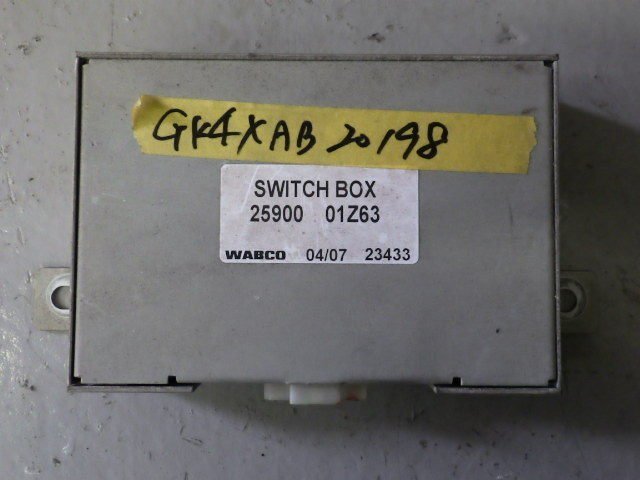 GK4XAB 20198
SWITCH BOX
25900 01Z63
WABCO 04/07 23433